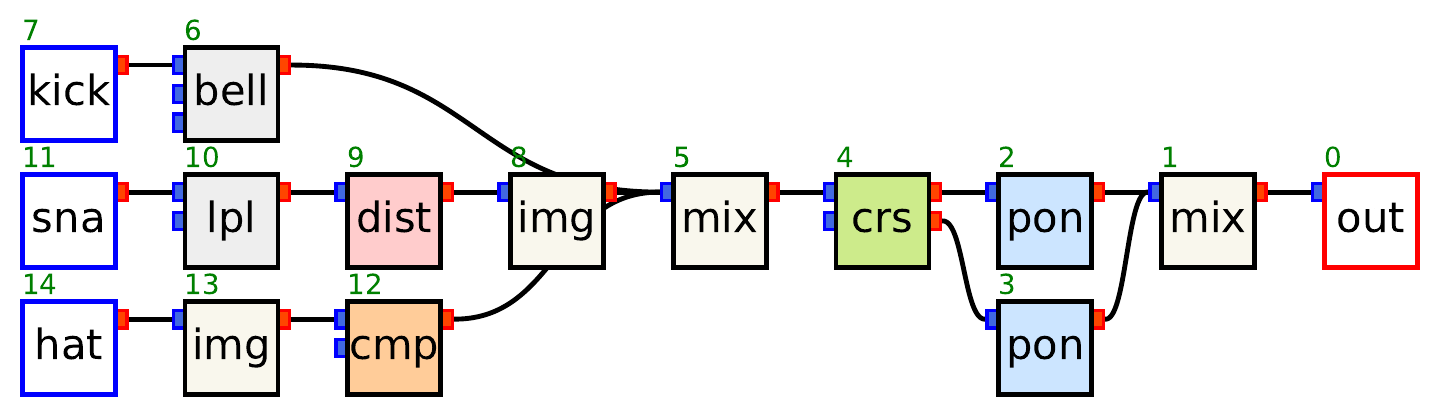 7 6
kick bell
11 10 9 8 5 4 2 1 0
sna lpl dist img mix crs pon mix out
14 13 12 3
hat img cmp pon